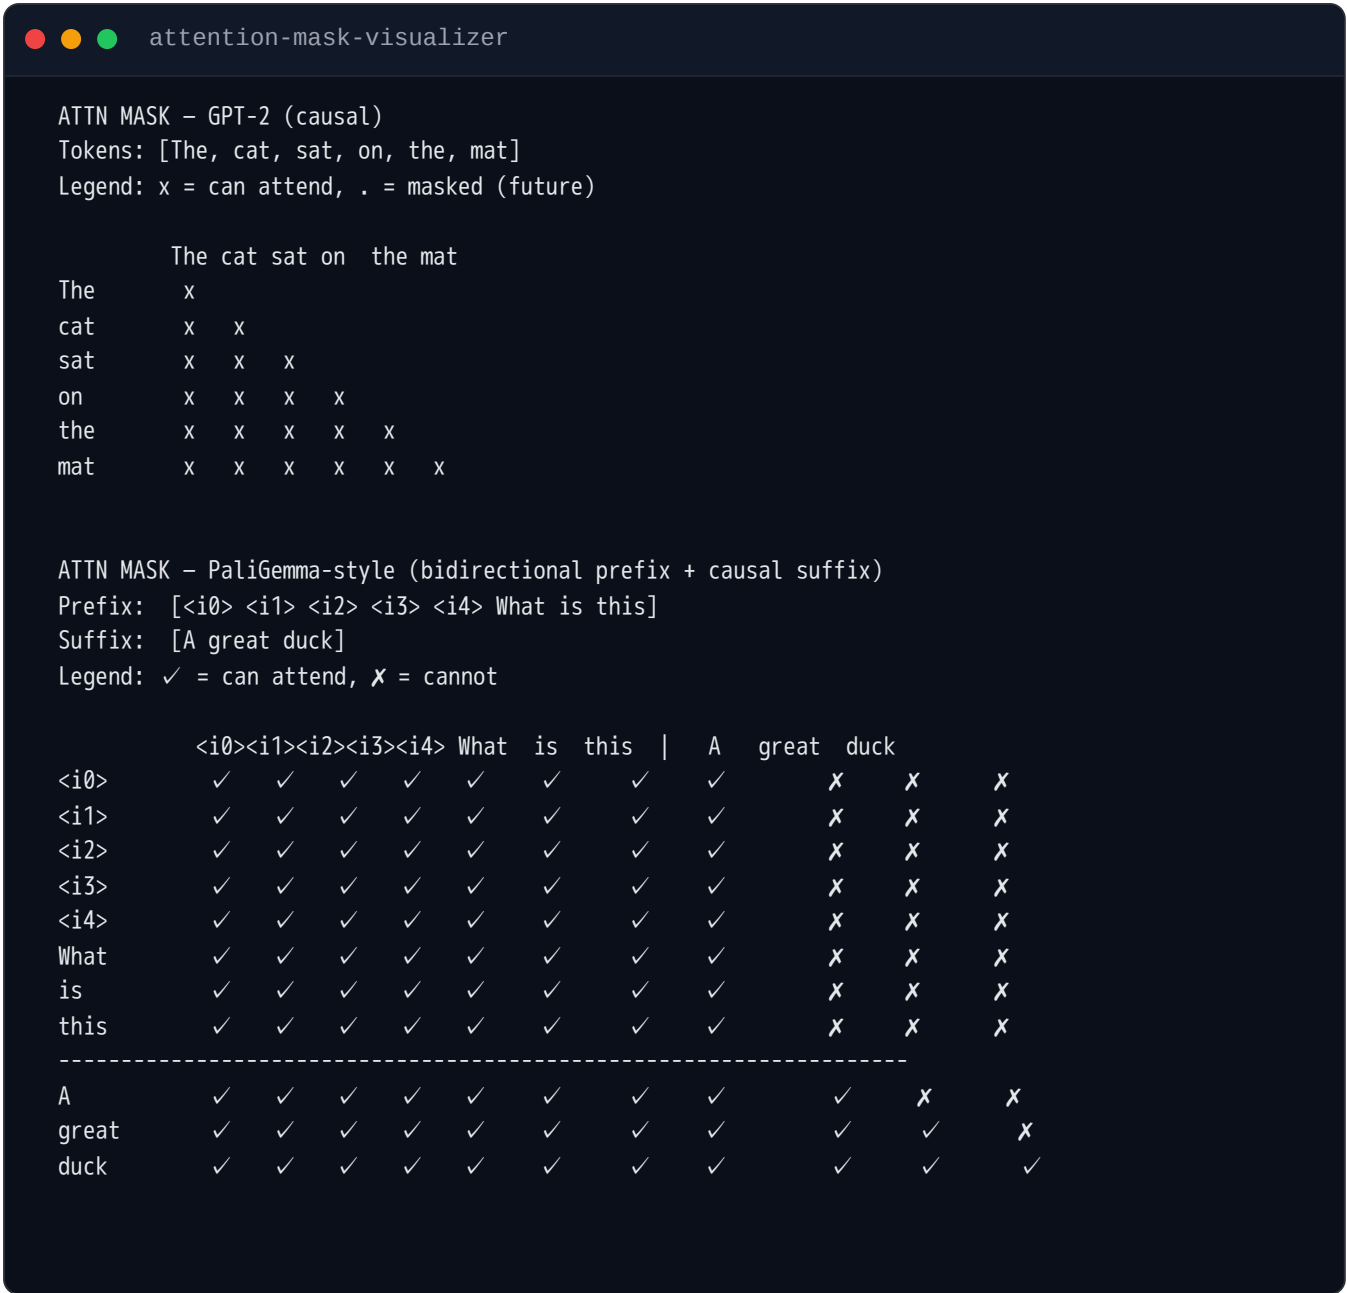 attention-mask-visualizer
ATTN MASK — GPT-2 (causal)
Tokens: [The, cat, sat, on, the, mat]
Legend: x = can attend, . = masked (future)
The cat sat on  the mat
The       x
cat       x   x
sat       x   x   x
on        x   x   x   x
the       x   x   x   x   x
mat       x   x   x   x   x   x
ATTN MASK — PaliGemma-style (bidirectional prefix + causal suffix)
Prefix:  [<i0> <i1> <i2> <i3> <i4> What is this]
Suffix:  [A great duck]
Legend: ✓ = can attend, ✗ = cannot
<i0><i1><i2><i3><i4> What  is  this  |   A   great  duck
<i0>  ✓ ✓ ✓ ✓ ✓ ✓ ✓ ✓ ✗ ✗ ✗
<i1>  ✓ ✓ ✓ ✓ ✓ ✓ ✓ ✓ ✗ ✗ ✗
<i2>  ✓ ✓ ✓ ✓ ✓ ✓ ✓ ✓ ✗ ✗ ✗
<i3>  ✓ ✓ ✓ ✓ ✓ ✓ ✓ ✓ ✗ ✗ ✗
<i4>  ✓ ✓ ✓ ✓ ✓ ✓ ✓ ✓ ✗ ✗ ✗
What  ✓ ✓ ✓ ✓ ✓ ✓ ✓ ✓ ✗ ✗ ✗
is    ✓ ✓ ✓ ✓ ✓ ✓ ✓ ✓ ✗ ✗ ✗
this  ✓ ✓ ✓ ✓ ✓ ✓ ✓ ✓ ✗ ✗ ✗
--------------------------------------------------------------------
A     ✓ ✓ ✓ ✓ ✓ ✓ ✓ ✓ ✓ ✗ ✗
great ✓ ✓ ✓ ✓ ✓ ✓ ✓ ✓ ✓ ✓ ✗
duck  ✓ ✓ ✓ ✓ ✓ ✓ ✓ ✓ ✓ ✓ ✓